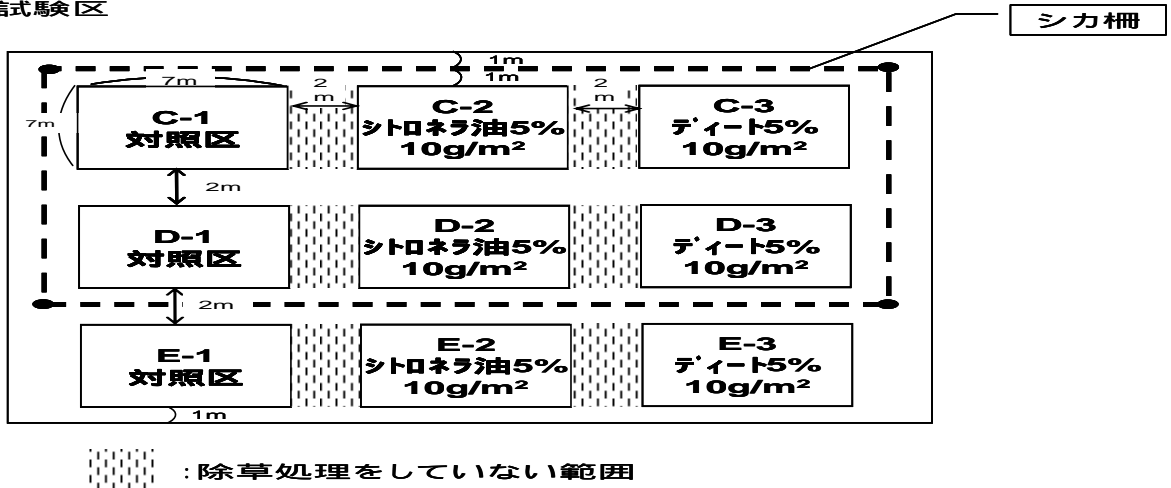 試験区
シカ柵
1m
1m
7m
2
m
2
m
7m
C-1
対照区
C-2
シトロネラ油5%
10g/m²
C-3
ディート5%
10g/m²
2m
D-1
対照区
D-2
シトロネラ油5%
10g/m²
D-3
ディート5%
10g/m²
2m
E-1
対照区
E-2
シトロネラ油5%
10g/m²
E-3
ディート5%
10g/m²
1m
:除草処理をしていない範囲